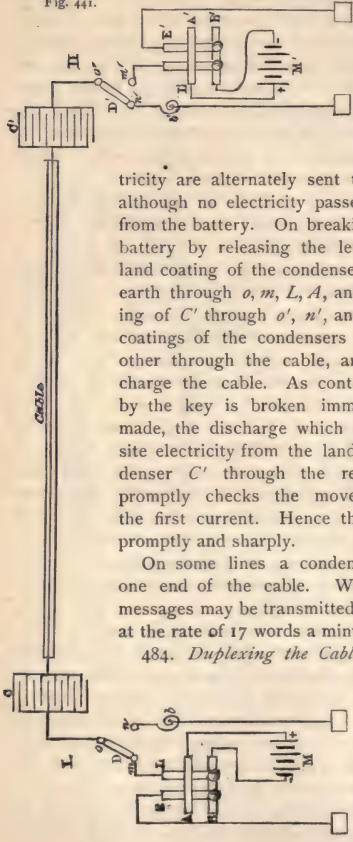 Fig. 441.
tricity are alternately sent
although no electricity passe
from the battery. On breaki
battery by releasing the le
land coating of the condense
earth through o, m, L, A, an
ing of C' through o', n', an
coatings of the condensers
other through the cable, a
charge the cable. As cont
by the key is broken imm
made, the discharge which
site electricity from the land
denser C' through the re
promptly checks the move
the first current. Hence th
promptly and sharply.
On some lines a conden
one end of the cable. W
messages may be transmitted
at the rate of 17 words a min
484. Duplexing the Cabl
Cable
E'
A'
B'
M'
+
-
m'
o'
n'
D'
b'
c
L
o
n
D
m
b
E
A
B
M
+
-